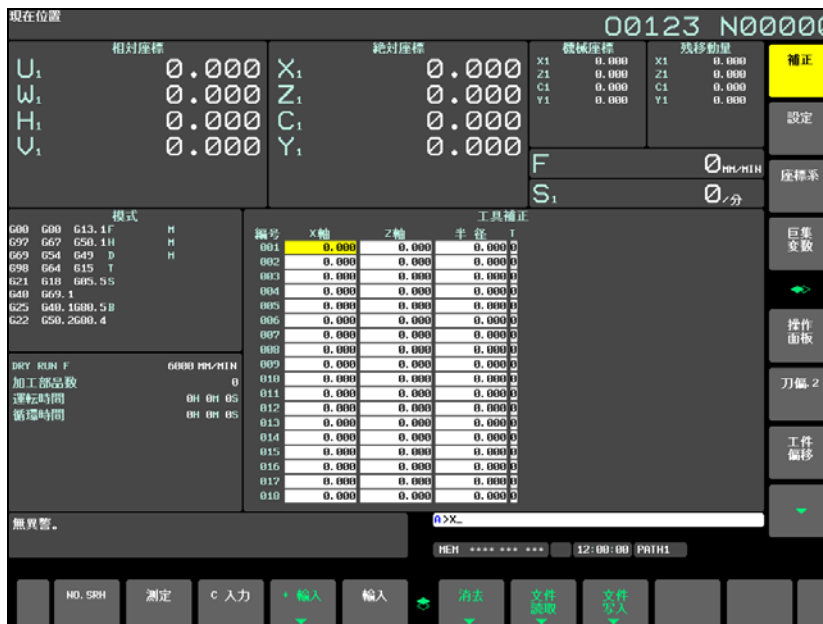 現在位置
O0123 N0000
相対座標
U1 0.000
W1 0.000
H1 0.000
V1 0.000
絶対座標
X1 0.000
Z1 0.000
C1 0.000
Y1 0.000
機械座標
X1 0.000
Z1 0.000
C1 0.000
Y1 0.000
残移動量
X1 0.000
Z1 0.000
C1 0.000
Y1 0.000
F 0MM/MIN
S1 0/分
模式
G00 G80 G13.1F M
G97 G67 G50.1H M
G69 G54 G49 D M
G98 G64 G15 T
G21 G18 G05.5S
G40 G69.1
G25 G40.1G80.5B
G22 G50.2G00.4
DRY RUN F 6000 MM/MIN
加工部品数 0
運転時間 0H 0M 0S
循環時間 0H 0M 0S
工具補正
編号 X軸 Z軸 半径 T
001 0.000 0.000 0.000 0
002 0.000 0.000 0.000 0
003 0.000 0.000 0.000 0
004 0.000 0.000 0.000 0
005 0.000 0.000 0.000 0
006 0.000 0.000 0.000 0
007 0.000 0.000 0.000 0
008 0.000 0.000 0.000 0
009 0.000 0.000 0.000 0
010 0.000 0.000 0.000 0
011 0.000 0.000 0.000 0
012 0.000 0.000 0.000 0
013 0.000 0.000 0.000 0
014 0.000 0.000 0.000 0
015 0.000 0.000 0.000 0
016 0.000 0.000 0.000 0
017 0.000 0.000 0.000 0
018 0.000 0.000 0.000 0
補正
設定
座標系
巨集
変数
操作
面板
刀偏.2
工件
偏移
無異警。
A>X_
MEM **** *** *** 12:00:00 PATH1
NO. SRH
測定
C 入力
+ 輸入
輸入
消去
文件
読取
文件
写入